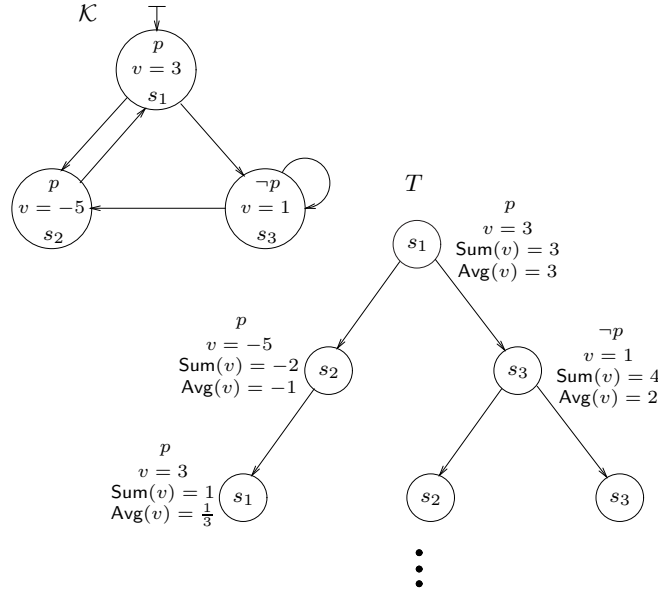 𝒦
p
v = 3
s₁
p
v = −5
s₂
¬p
v = 1
s₃
T
s₁
p
v = 3
Sum(v) = 3
Avg(v) = 3
p
v = −5
Sum(v) = −2
Avg(v) = −1
s₂
s₃
¬p
v = 1
Sum(v) = 4
Avg(v) = 2
p
v = 3
Sum(v) = 1
Avg(v) = 1/3
s₁
s₂
s₃